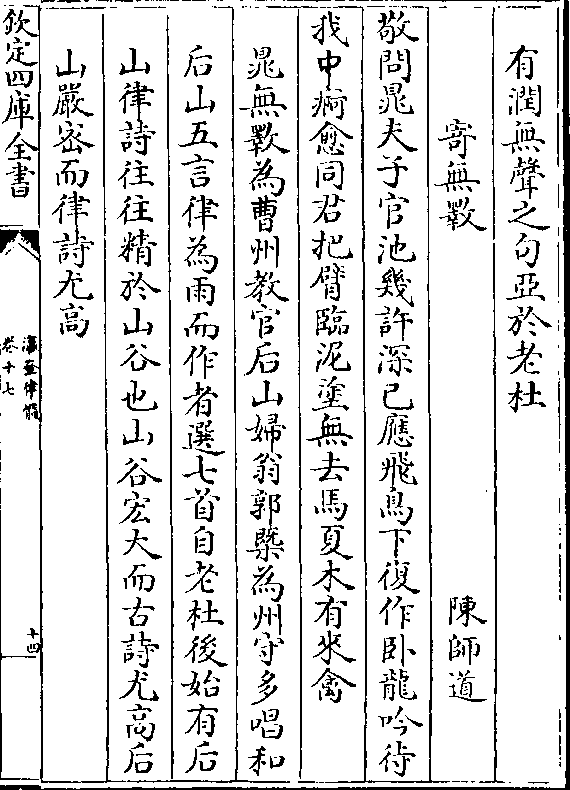 有潤無聲之句亞於老杜
寄無斁
陳師道
敬問晁夫子官池幾許深已應飛鳥下復作卧龍吟待
我中痾愈同君把臂臨泥塗無去馬夏木有来禽
晁無斁為曹州教官后山婦翁郭槩為州守多唱和
后山五言律為雨而作者選七首自老杜後始有后
山律詩往往精於山谷也山谷宏大而古詩尤高后
山嚴宻而律詩尤高
欽定四庫全書
瀛奎律髓
卷十七
十四